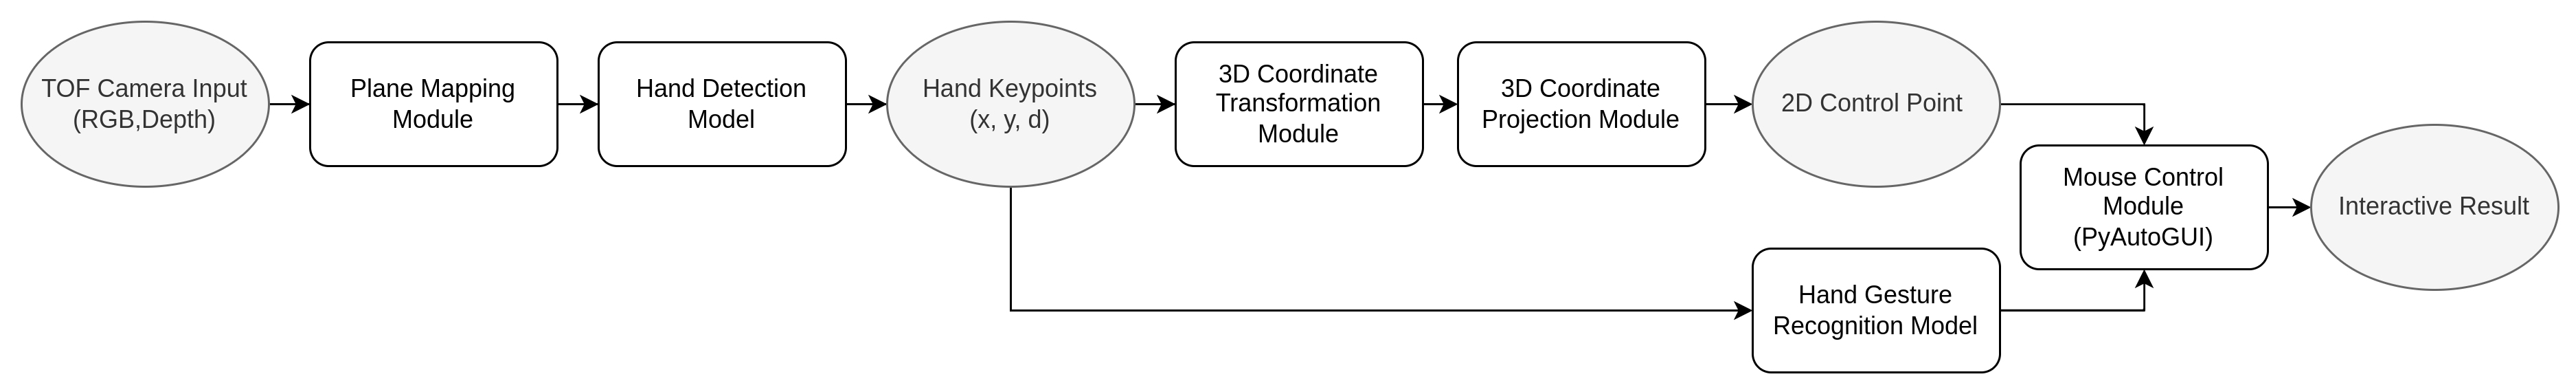 TOF Camera Input
(RGB,Depth)
Plane Mapping
Module
Hand Detection
Model
Hand Keypoints
(x, y, d)
3D Coordinate
Transformation
Module
3D Coordinate
Projection Module
2D Control Point
Mouse Control
Module
(PyAutoGUI)
Interactive Result
Hand Gesture
Recognition Model